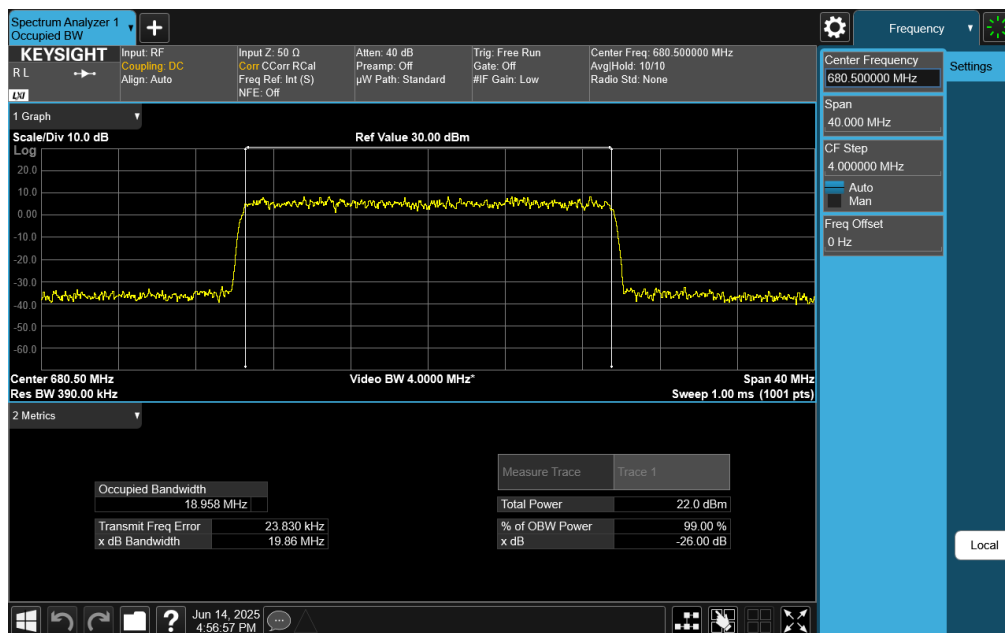 Spectrum Analyzer 1
Occupied BW
Frequency
KEYSIGHT
R L
LXI
Input: RF
Coupling: DC
Align: Auto
Input Z: 50 Ω
Corr CCorr RCal
Freq Ref: Int (S)
NFE: Off
Atten: 40 dB
Preamp: Off
µW Path: Standard
Trig: Free Run
Gate: Off
#IF Gain: Low
Center Freq: 680.500000 MHz
Avg|Hold: 10/10
Radio Std: None
Center Frequency
680.500000 MHz
Settings
Span
40.000 MHz
CF Step
4.000000 MHz
Auto
Man
Freq Offset
0 Hz
Local
1 Graph
Scale/Div 10.0 dB
Ref Value 30.00 dBm
Log
20.0
10.0
0.00
-10.0
-20.0
-30.0
-40.0
-50.0
-60.0
Center 680.50 MHz
Video BW 4.0000 MHz*
Span 40 MHz
Res BW 390.00 kHz
Sweep 1.00 ms (1001 pts)
2 Metrics
Measure Trace
Trace 1
Occupied Bandwidth
18.958 MHz
Total Power
22.0 dBm
Transmit Freq Error
23.830 kHz
% of OBW Power
99.00 %
x dB Bandwidth
19.86 MHz
x dB
-26.00 dB
?
Jun 14, 2025
4:56:57 PM